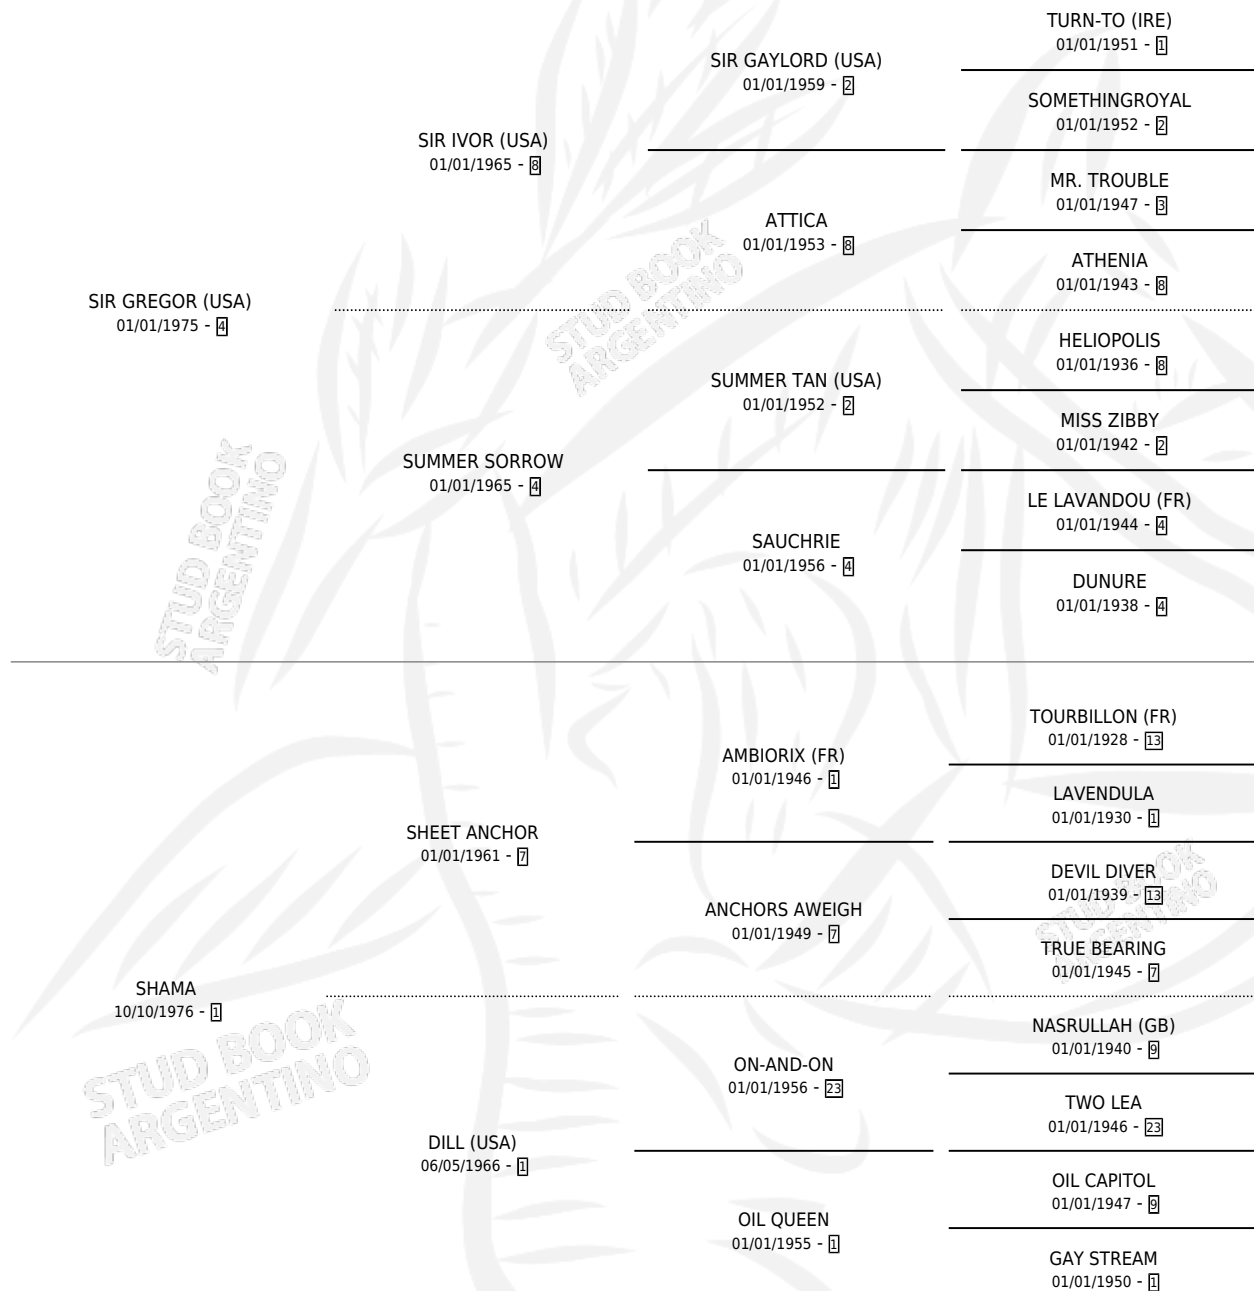 TURN-TO (IRE)
01/01/1951 - 1
SIR GAYLORD (USA)
01/01/1959 - 2
SOMETHINGROYAL
01/01/1952 - 2
SIR IVOR (USA)
01/01/1965 - 8
MR. TROUBLE
01/01/1947 - 3
ATTICA
01/01/1953 - 8
ATHENIA
01/01/1943 - 8
SIR GREGOR (USA)
01/01/1975 - 4
HELIOPOLIS
01/01/1936 - 8
SUMMER TAN (USA)
01/01/1952 - 2
MISS ZIBBY
01/01/1942 - 2
SUMMER SORROW
01/01/1965 - 4
LE LAVANDOU (FR)
01/01/1944 - 4
SAUCHRIE
01/01/1956 - 4
DUNURE
01/01/1938 - 4
TOURBILLON (FR)
01/01/1928 - 13
AMBIORIX (FR)
01/01/1946 - 1
LAVENDULA
01/01/1930 - 1
SHEET ANCHOR
01/01/1961 - 7
DEVIL DIVER
01/01/1939 - 13
ANCHORS AWEIGH
01/01/1949 - 7
TRUE BEARING
01/01/1945 - 7
SHAMA
10/10/1976 - 1
NASRULLAH (GB)
01/01/1940 - 9
ON-AND-ON
01/01/1956 - 23
TWO LEA
01/01/1946 - 23
DILL (USA)
06/05/1966 - 1
OIL CAPITOL
01/01/1947 - 9
OIL QUEEN
01/01/1955 - 1
GAY STREAM
01/01/1950 - 1
STUD BOOK
ARGENTINO
STUD BOOK
ARGENTINO
STUD BOOK
ARGENTINO
STUD BOOK
ARGENTINO